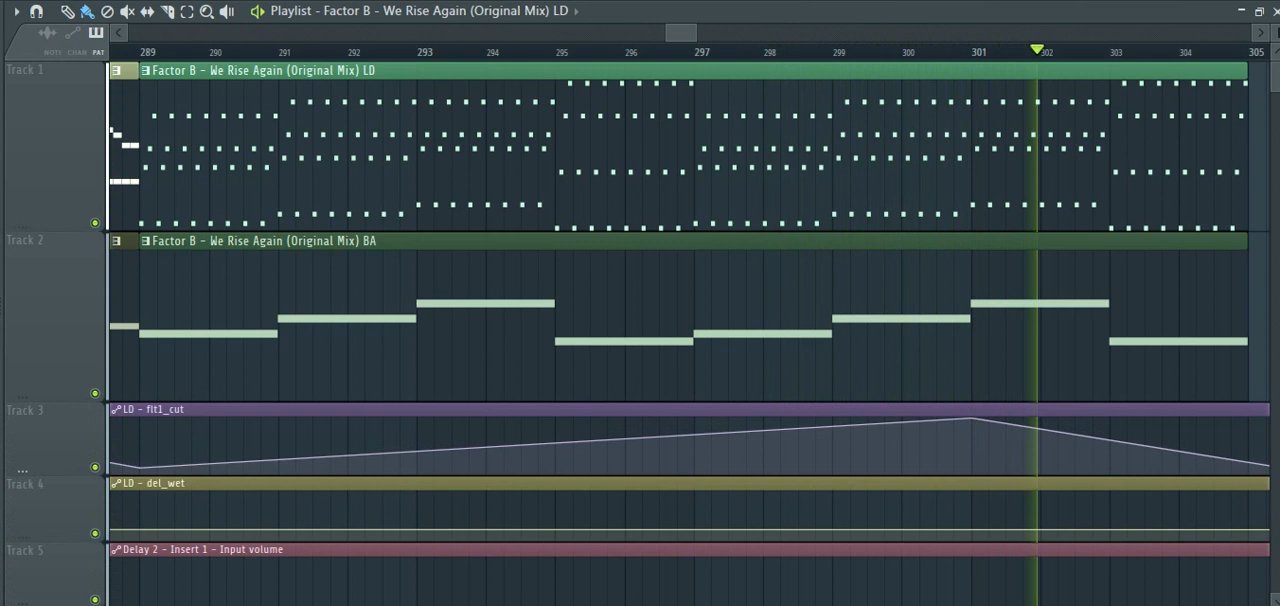 Playlist - Factor B - We Rise Again (Original Mix) LD
NOTE CHAN PAT
289 290 291 292 293 294 295 296 297 298 299 300 301 302 303 304 305
Track 1
Factor B - We Rise Again (Original Mix) LD
...
Track 2
Factor B - We Rise Again (Original Mix) BA
...
Track 3
LD - flt1_cut
...
Track 4
LD - del_wet
...
Track 5
Delay 2 - Insert 1 - Input volume